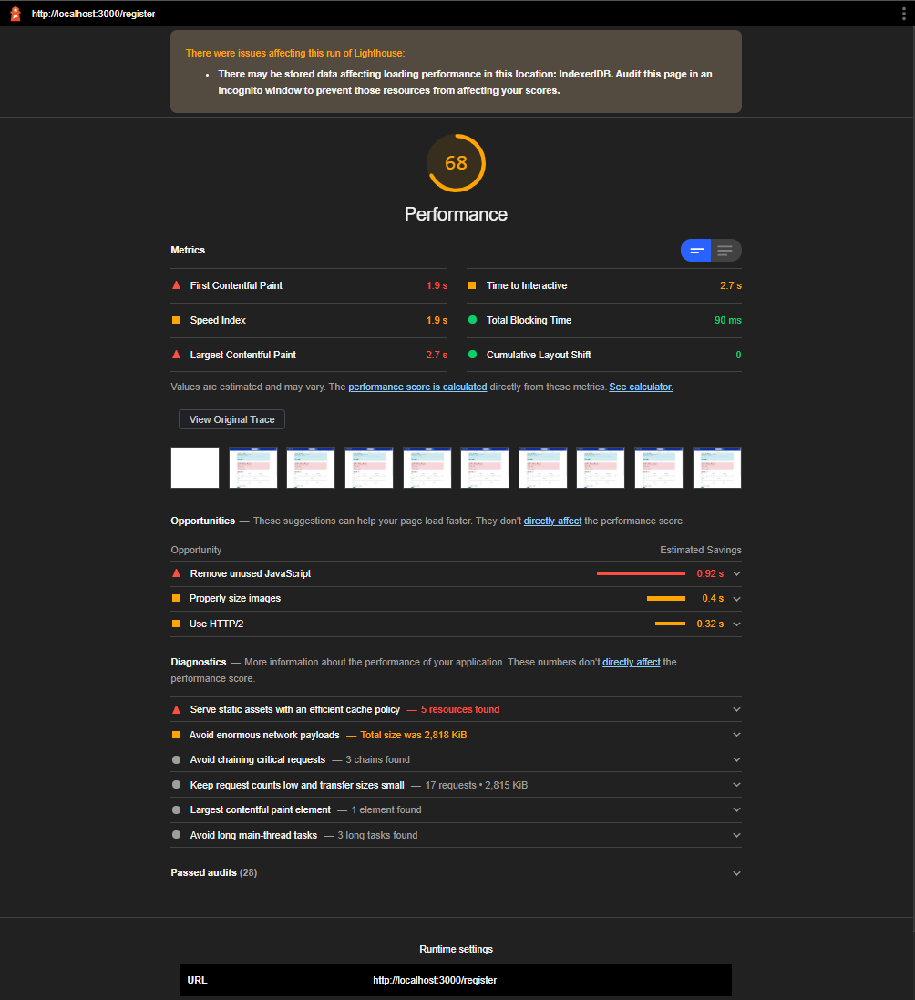 http://localhost:3000/register
There were issues affecting this run of Lighthouse:
• There may be stored data affecting loading performance in this location: IndexedDB. Audit this page in an
incognito window to prevent those resources from affecting your scores.
68
Performance
Metrics
First Contentful Paint 1.9 s
Time to Interactive 2.7 s
Speed Index 1.9 s
Total Blocking Time 90 ms
Largest Contentful Paint 2.7 s
Cumulative Layout Shift 0
Values are estimated and may vary. The performance score is calculated directly from these metrics. See calculator.
View Original Trace
Opportunities — These suggestions can help your page load faster. They don't directly affect the performance score.
Opportunity Estimated Savings
Remove unused JavaScript 0.92 s
Properly size images 0.4 s
Use HTTP/2 0.32 s
Diagnostics — More information about the performance of your application. These numbers don't directly affect the
performance score.
Serve static assets with an efficient cache policy — 5 resources found
Avoid enormous network payloads — Total size was 2,818 KiB
Avoid chaining critical requests — 3 chains found
Keep request counts low and transfer sizes small — 17 requests • 2,815 KiB
Largest contentful paint element — 1 element found
Avoid long main-thread tasks — 3 long tasks found
Passed audits (28)
Runtime settings
URL http://localhost:3000/register